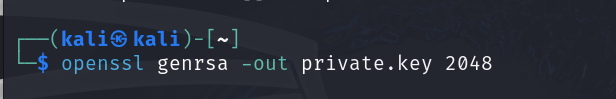 ┌──(kali㉿kali)-[~]
└─$ openssl genrsa -out private.key 2048